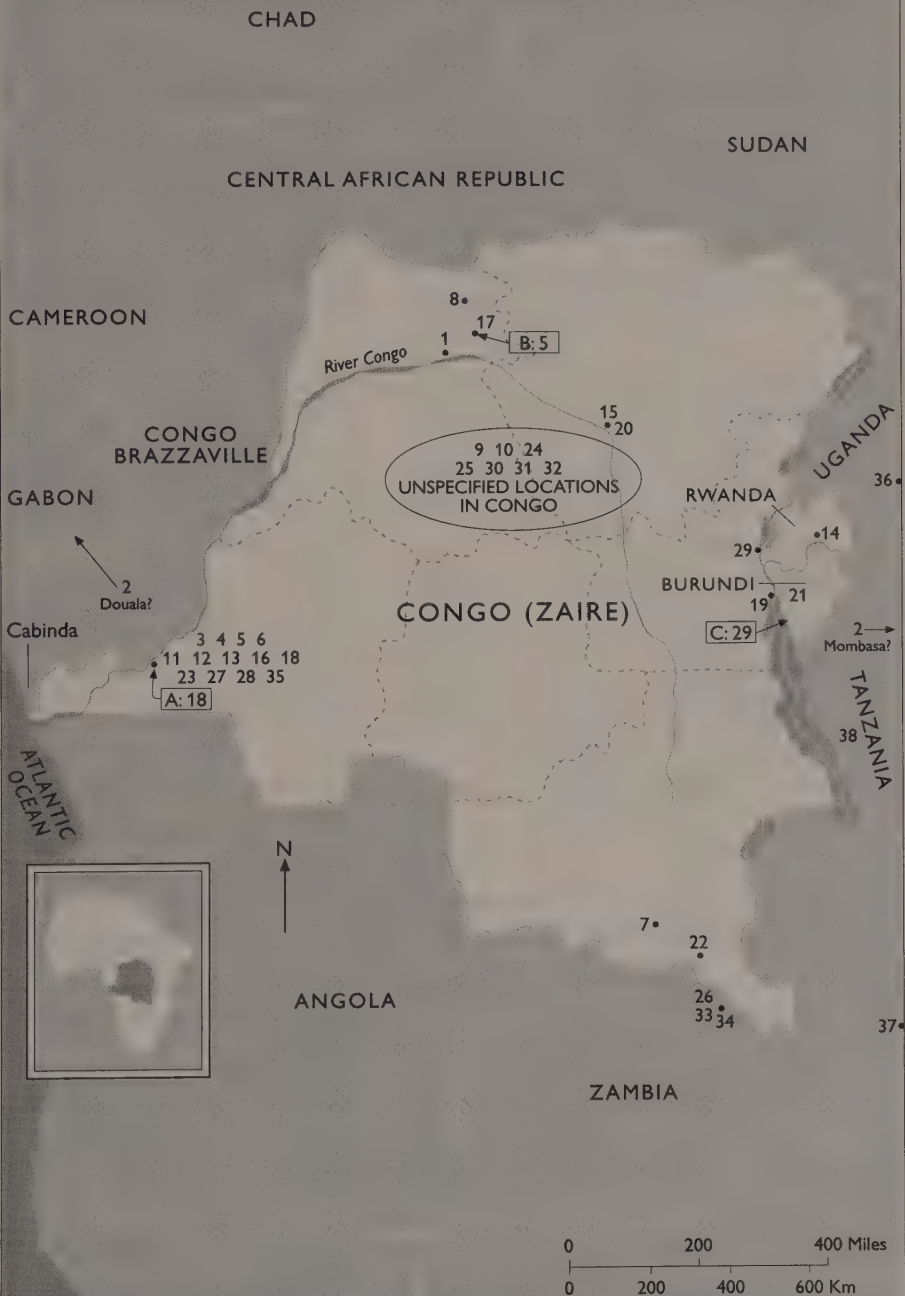 CHAD
SUDAN
CENTRAL AFRICAN REPUBLIC
CAMEROON
8
17
1
B: 5
River Congo
CONGO
BRAZZAVILLE
15
20
9 10 24
25 30 31 32
UNSPECIFIED LOCATIONS
IN CONGO
UGANDA
36
GABON
RWANDA
14
29
2
Douala?
BURUNDI
19
21
CONGO (ZAIRE)
C: 29
2
Mombasa?
Cabinda
3 4 5 6
11 12 13 16 18
23 27 28 35
A: 18
TANZANIA
38
ATLANTIC
OCEAN
N
7
22
26
33 34
37
ANGOLA
ZAMBIA
0 200 400 Miles
0 200 400 600 Km